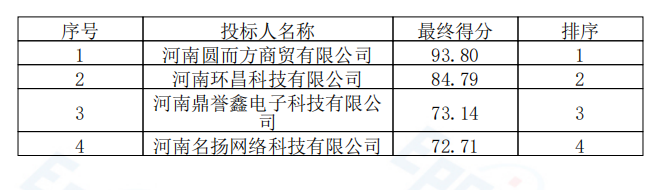 序号 投标人名称 最终得分 排序
1 河南圆而方商贸有限公司 93.80 1
2 河南环昌科技有限公司 84.79 2
3 河南鼎誉鑫电子科技有限公司 73.14 3
4 河南名扬网络科技有限公司 72.71 4